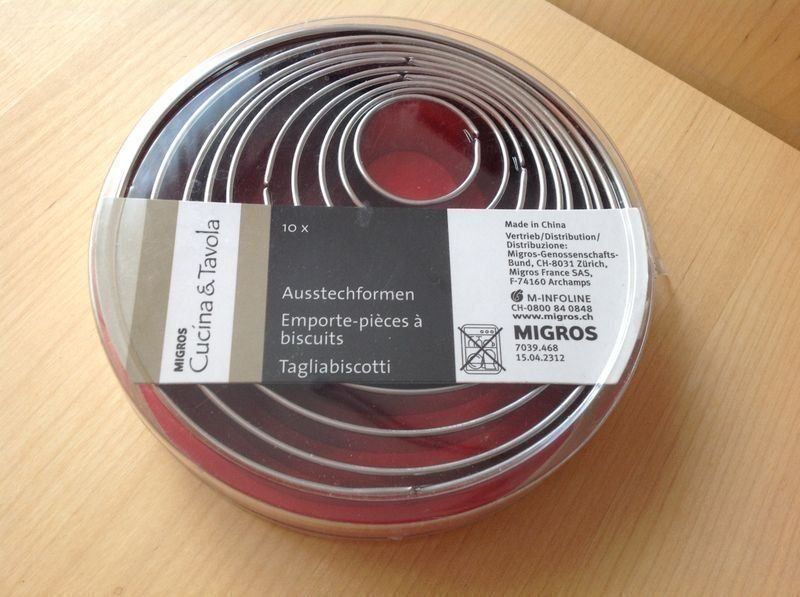 MIGROS
Cucina & Tavola
10 x
Ausstechformen
Emporte-pièces à
biscuits
Tagliabiscotti
Made in China
Vertrieb/Distribution/
Distribuzione:
Migros-Genossenschafts-
Bund, CH-8031 Zürich,
Migros France SAS,
F-74160 Archamps
M-INFOLINE
CH-0800 84 0848
www.migros.ch
MIGROS
7039.468
15.04.2312